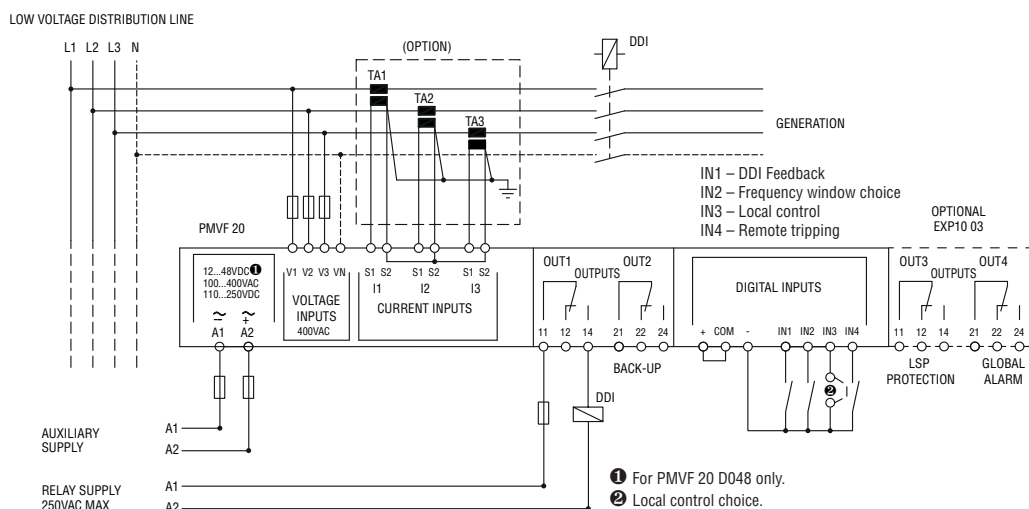 LOW VOLTAGE DISTRIBUTION LINE
L1 L2 L3 N
(OPTION)
DDI
TA1
TA2
TA3
GENERATION
IN1 – DDI Feedback
IN2 – Frequency window choice
IN3 – Local control
IN4 – Remote tripping
OPTIONAL
EXP10 03
PMVF 20
12...48VDC❶
100...400VAC
110...250VDC
∼ ∼
− +
A1 A2
V1 V2 V3 VN
VOLTAGE
INPUTS
400VAC
S1 S2 S1 S2 S1 S2
I1 I2 I3
CURRENT INPUTS
OUT1 OUT2
OUTPUTS
11 12 14 21 22 24
BACK-UP
DIGITAL INPUTS
+ COM - IN1 IN2 IN3 IN4
❷
OUT3 OUT4
OUTPUTS
11 12 14 21 22 24
LSP
PROTECTION
GLOBAL
ALARM
DDI
AUXILIARY
SUPPLY
A1
A2
RELAY SUPPLY
250VAC MAX
A1
A2
❶ For PMVF 20 D048 only.
❷ Local control choice.